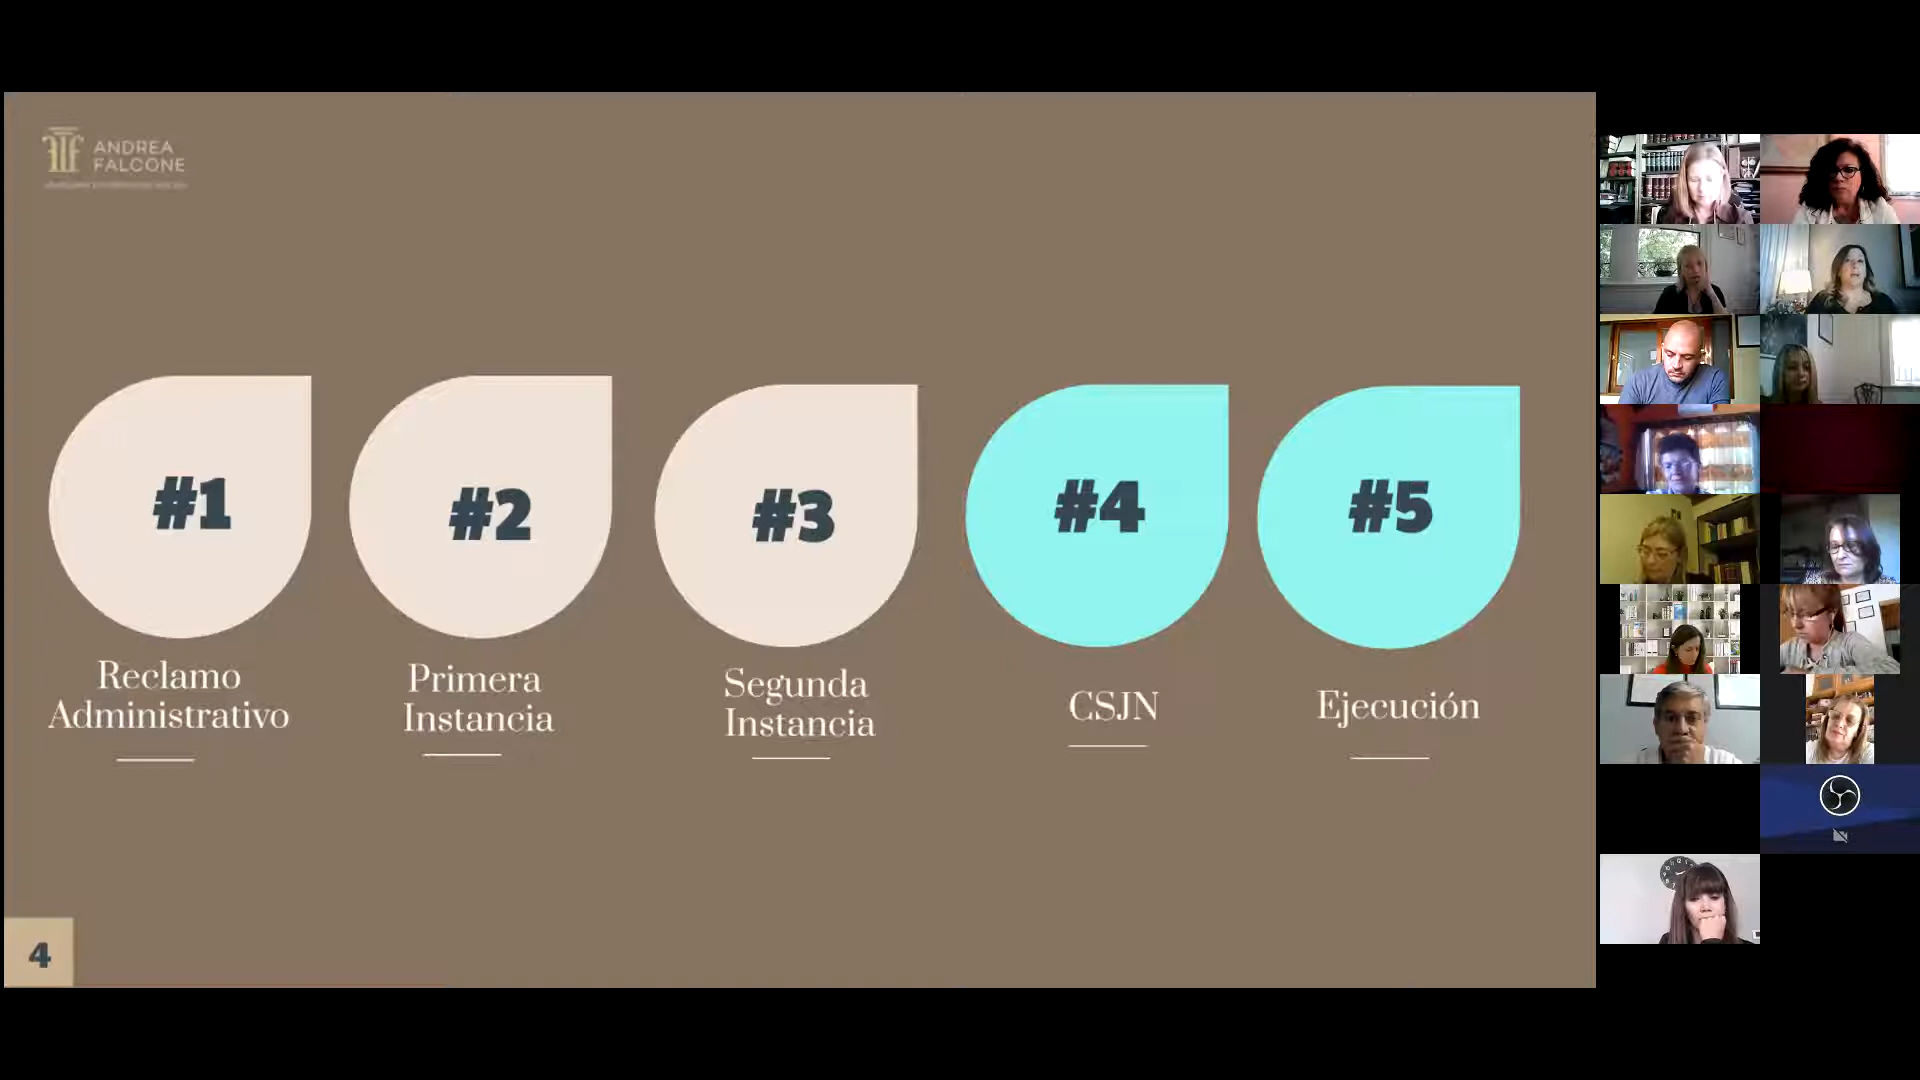 ANDREA
FALCONE
#1
#2
#3
#4
#5
Reclamo
Administrativo
Primera
Instancia
Segunda
Instancia
CSJN
Ejecución
4